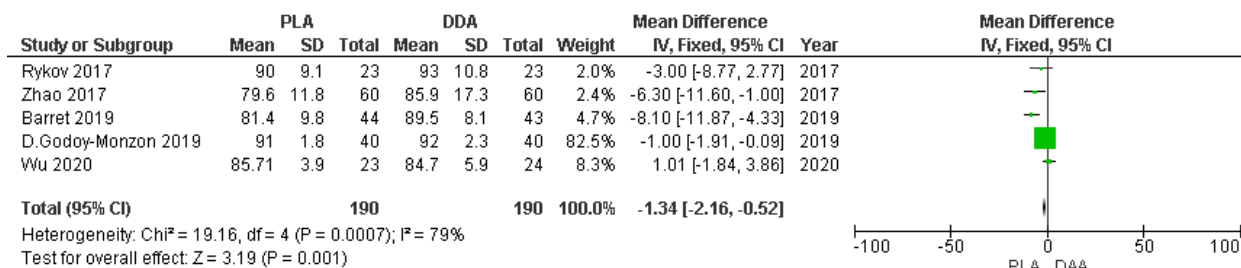 PLA DDA Mean Difference Mean Difference
Study or Subgroup Mean SD Total Mean SD Total Weight IV, Fixed, 95% CI Year IV, Fixed, 95% CI
Rykov 2017 90 9.1 23 93 10.8 23 2.0% -3.00 [-8.77, 2.77] 2017
Zhao 2017 79.6 11.8 60 85.9 17.3 60 2.4% -6.30 [-11.60, -1.00] 2017
Barret 2019 81.4 9.8 44 89.5 8.1 43 4.7% -8.10 [-11.87, -4.33] 2019
D.Godoy-Monzon 2019 91 1.8 40 92 2.3 40 82.5% -1.00 [-1.91, -0.09] 2019
Wu 2020 85.71 3.9 23 84.7 5.9 24 8.3% 1.01 [-1.84, 3.86] 2020
Total (95% CI) 190 190 100.0% -1.34 [-2.16, -0.52]
Heterogeneity: Chi² = 19.16, df = 4 (P = 0.0007); I² = 79%
Test for overall effect: Z = 3.19 (P = 0.001)
-100 -50 0 50 100
PLA DAA